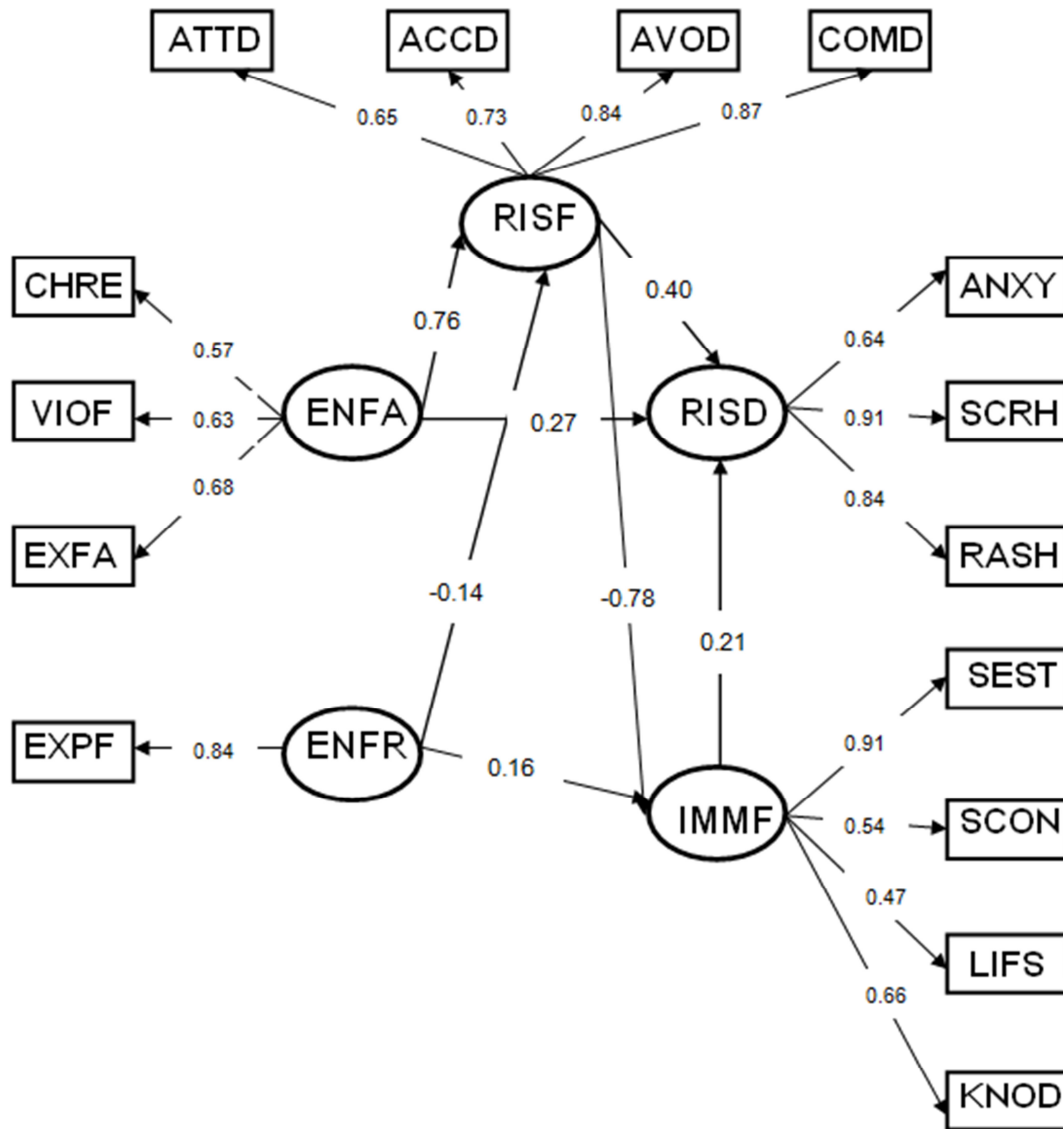 ATTD ACCD AVOD COMD
0.65 0.73 0.84 0.87
RISF
CHRE ANXY
0.76 0.40
0.57 0.64
VIOF 0.63 ENFA 0.27 RISD 0.91 SCRH
0.68 0.84
EXFA RASH
-0.14 -0.78
0.21
SEST
EXPF 0.84 ENFR 0.16 0.91
IMMF 0.54 SCON
0.47
LIFS
0.66
KNOD